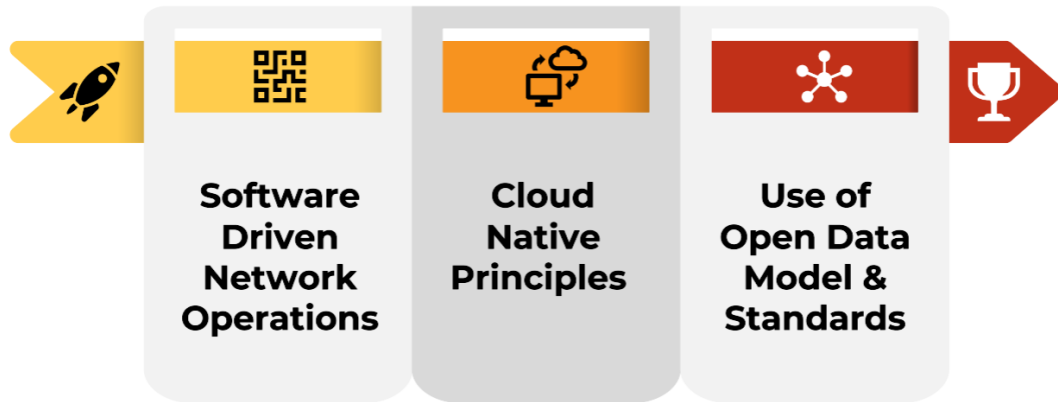 Software
Driven
Network
Operations
Cloud
Native
Principles
Use of
Open Data
Model &
Standards